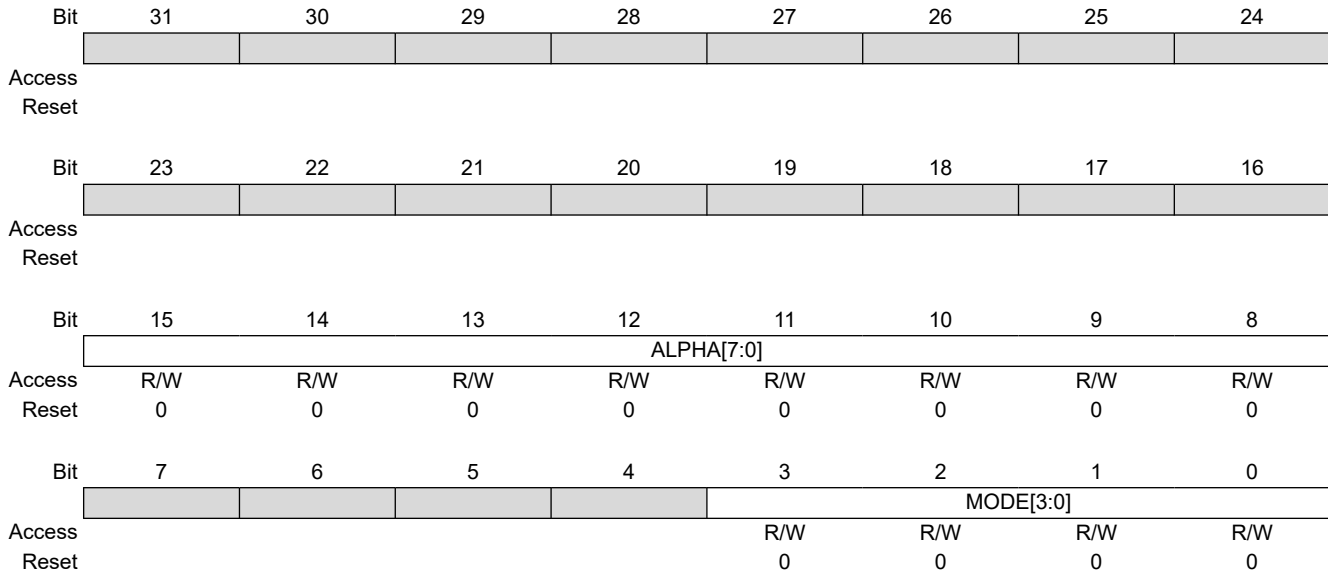 Bit 31 30 29 28 27 26 25 24
Access
Reset
Bit 23 22 21 20 19 18 17 16
Access
Reset
Bit 15 14 13 12 11 10 9 8
ALPHA[7:0]
Access R/W R/W R/W R/W R/W R/W R/W R/W
Reset 0 0 0 0 0 0 0 0
Bit 7 6 5 4 3 2 1 0
MODE[3:0]
Access R/W R/W R/W R/W
Reset 0 0 0 0